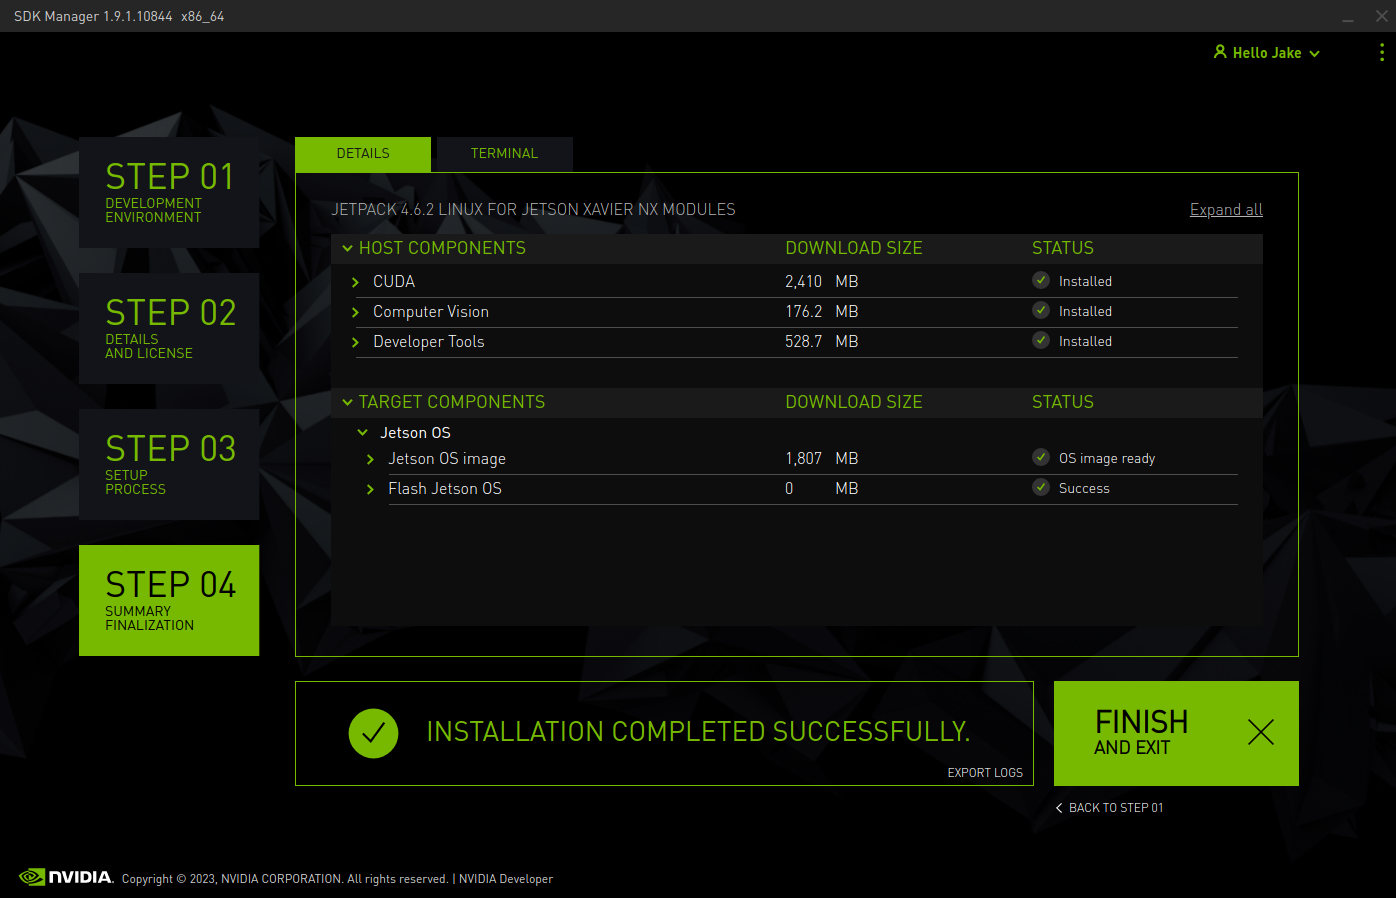 SDK Manager 1.9.1.10844 x86_64
Hello Jake
STEP 01
DEVELOPMENT
ENVIRONMENT
STEP 02
DETAILS
AND LICENSE
STEP 03
SETUP
PROCESS
STEP 04
SUMMARY
FINALIZATION
DETAILS TERMINAL
JETPACK 4.6.2 LINUX FOR JETSON XAVIER NX MODULES Expand all
HOST COMPONENTS DOWNLOAD SIZE STATUS
CUDA 2,410 MB Installed
Computer Vision 176.2 MB Installed
Developer Tools 528.7 MB Installed
TARGET COMPONENTS DOWNLOAD SIZE STATUS
Jetson OS
Jetson OS image 1,807 MB OS image ready
Flash Jetson OS 0 MB Success
INSTALLATION COMPLETED SUCCESSFULLY.
EXPORT LOGS
FINISH
AND EXIT
BACK TO STEP 01
NVIDIA. Copyright © 2023, NVIDIA CORPORATION. All rights reserved. | NVIDIA Developer